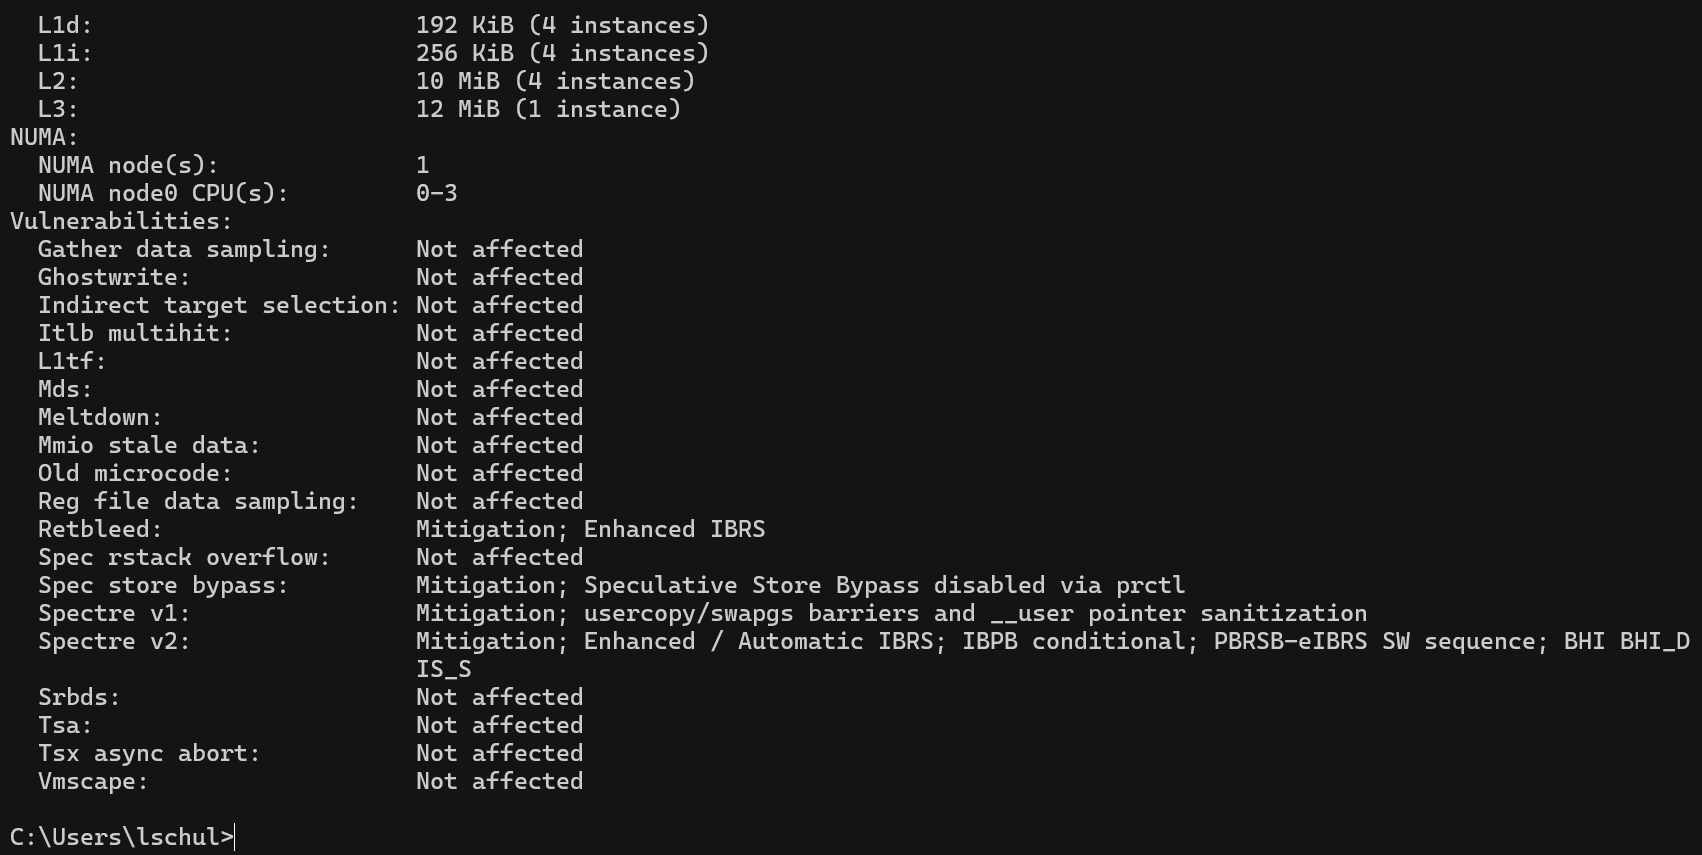 L1d: 192 KiB (4 instances)
L1i: 256 KiB (4 instances)
L2: 10 MiB (4 instances)
L3: 12 MiB (1 instance)
NUMA:
NUMA node(s): 1
NUMA node0 CPU(s): 0-3
Vulnerabilities:
Gather data sampling: Not affected
Ghostwrite: Not affected
Indirect target selection: Not affected
Itlb multihit: Not affected
L1tf: Not affected
Mds: Not affected
Meltdown: Not affected
Mmio stale data: Not affected
Old microcode: Not affected
Reg file data sampling: Not affected
Retbleed: Mitigation; Enhanced IBRS
Spec rstack overflow: Not affected
Spec store bypass: Mitigation; Speculative Store Bypass disabled via prctl
Spectre v1: Mitigation; usercopy/swapgs barriers and __user pointer sanitization
Spectre v2: Mitigation; Enhanced / Automatic IBRS; IBPB conditional; PBRSB-eIBRS SW sequence; BHI BHI_D
IS_S
Srbds: Not affected
Tsa: Not affected
Tsx async abort: Not affected
Vmscape: Not affected
C:\Users\lschul>